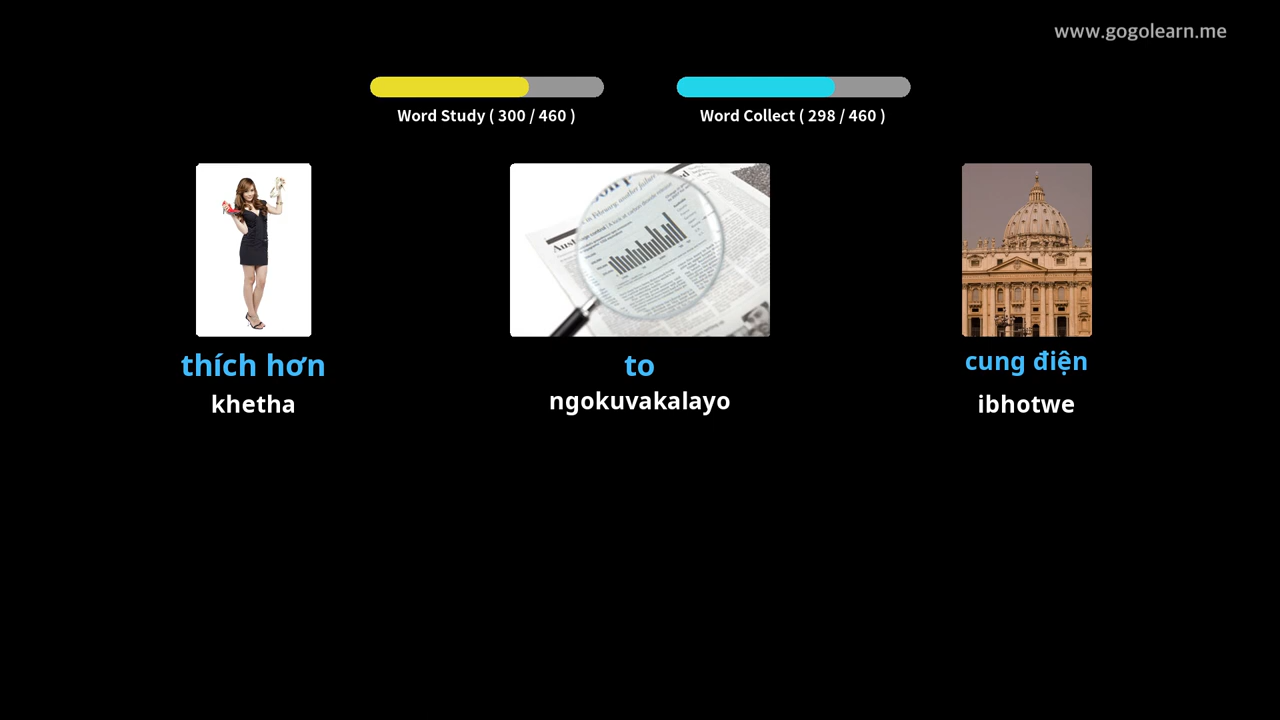 www.gogolearn.me
Word Study ( 300 / 460 )
Word Collect ( 298 / 460 )
thích hơn
khetha
to
ngokuvakalayo
cung điện
ibhotwe